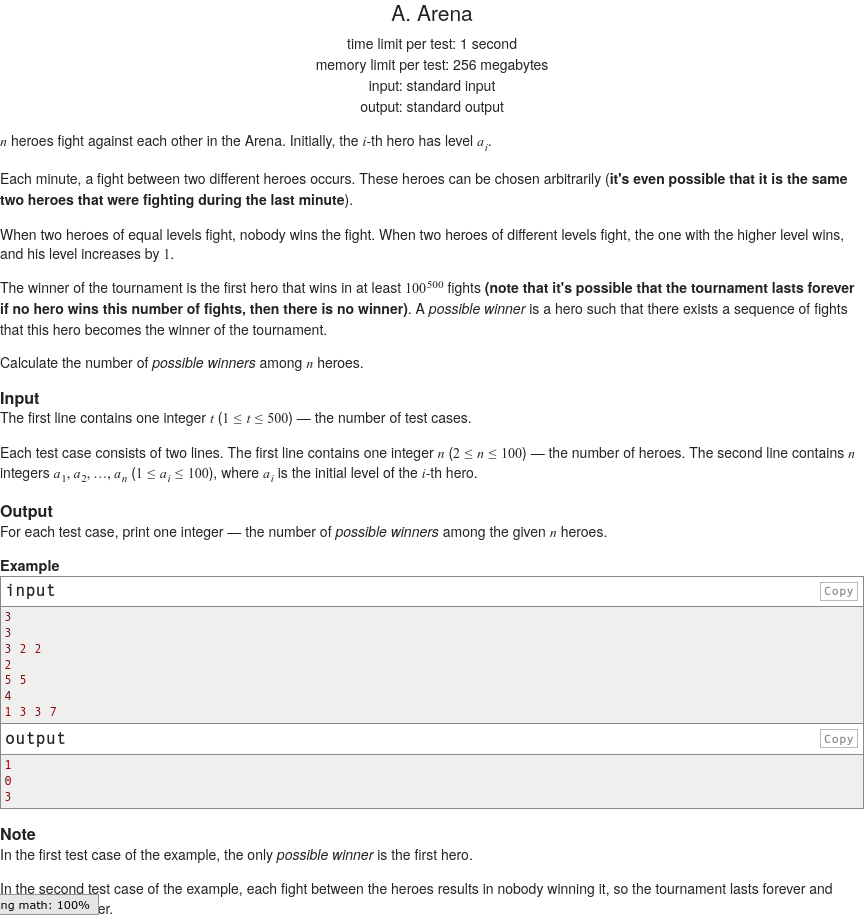 A. Arena
time limit per test: 1 second
memory limit per test: 256 megabytes
input: standard input
output: standard output
n heroes fight against each other in the Arena. Initially, the i-th hero has level a_i.
Each minute, a fight between two different heroes occurs. These heroes can be chosen arbitrarily (it's even possible that it is the same
two heroes that were fighting during the last minute).
When two heroes of equal levels fight, nobody wins the fight. When two heroes of different levels fight, the one with the higher level wins,
and his level increases by 1.
The winner of the tournament is the first hero that wins in at least 100^500 fights (note that it's possible that the tournament lasts forever
if no hero wins this number of fights, then there is no winner). A possible winner is a hero such that there exists a sequence of fights
that this hero becomes the winner of the tournament.
Calculate the number of possible winners among n heroes.
Input
The first line contains one integer t (1 ≤ t ≤ 500) — the number of test cases.
Each test case consists of two lines. The first line contains one integer n (2 ≤ n ≤ 100) — the number of heroes. The second line contains n
integers a_1, a_2, …, a_n (1 ≤ a_i ≤ 100), where a_i is the initial level of the i-th hero.
Output
For each test case, print one integer — the number of possible winners among the given n heroes.
Example
input Copy
3
3
3 2 2
2
5 5
4
1 3 3 7
output Copy
1
0
3
Note
In the first test case of the example, the only possible winner is the first hero.
In the second test case of the example, each fight between the heroes results in nobody winning it, so the tournament lasts forever and
ng math: 100% er.